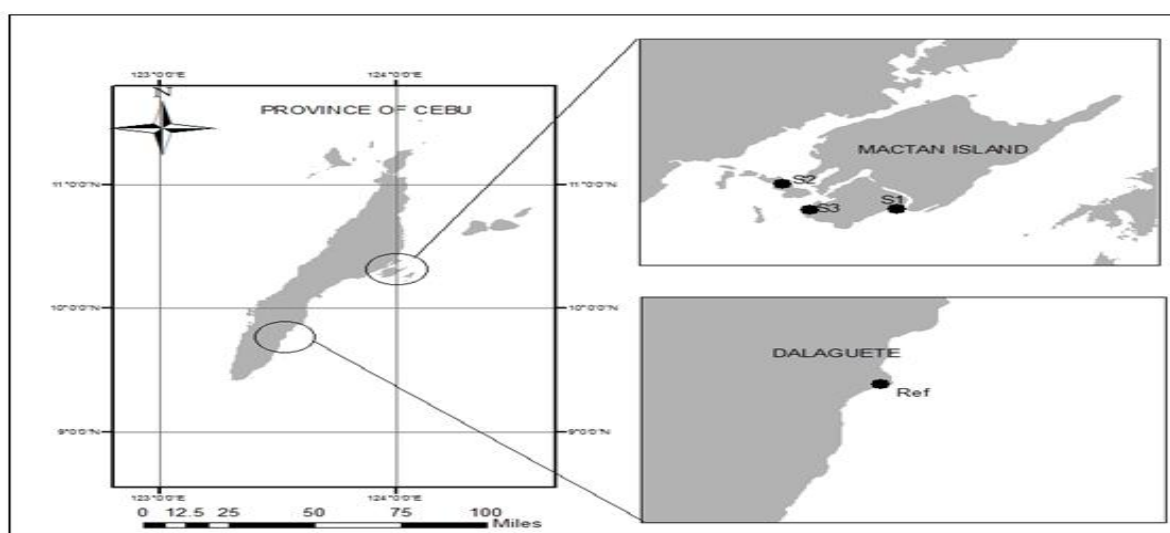 123°0'0"E
124°0'0"E
N
PROVINCE OF CEBU
11°0'0"N
11°0'0"N
10°0'0"N
10°0'0"N
9°0'0"N
9°0'0"N
123°0'0"E
124°0'0"E
0 12.5 25 50 75 100
Miles
MACTAN ISLAND
S2
S3
S1
DALAGUETE
Ref